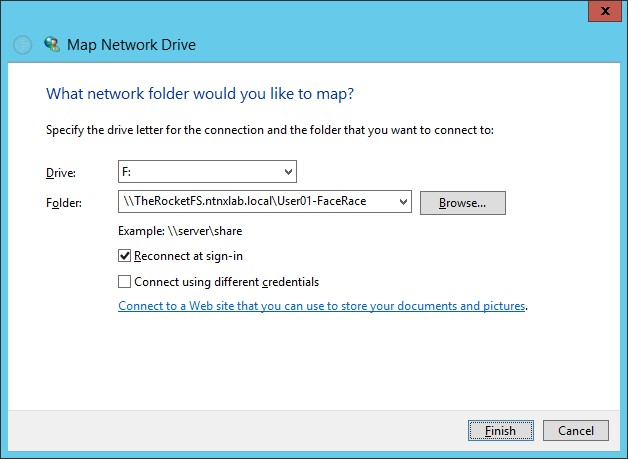 x
Map Network Drive
What network folder would you like to map?
Specify the drive letter for the connection and the folder that you want to connect to:
Drive: F:
Folder: \\TheRocketFS.ntnxlab.local\User01-FaceRace Browse...
Example: \\server\share
Reconnect at sign-in
Connect using different credentials
Connect to a Web site that you can use to store your documents and pictures.
Finish Cancel